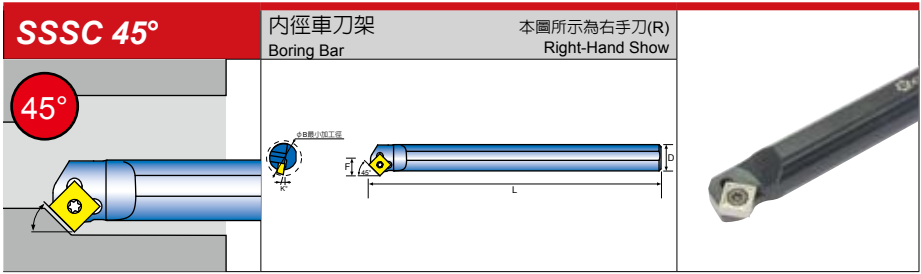 SSSC 45°
內徑車刀架
Boring Bar
本圖所示為右手刀(R)
Right-Hand Show
45°
φB最小加工徑
K°
F
45°
L
D